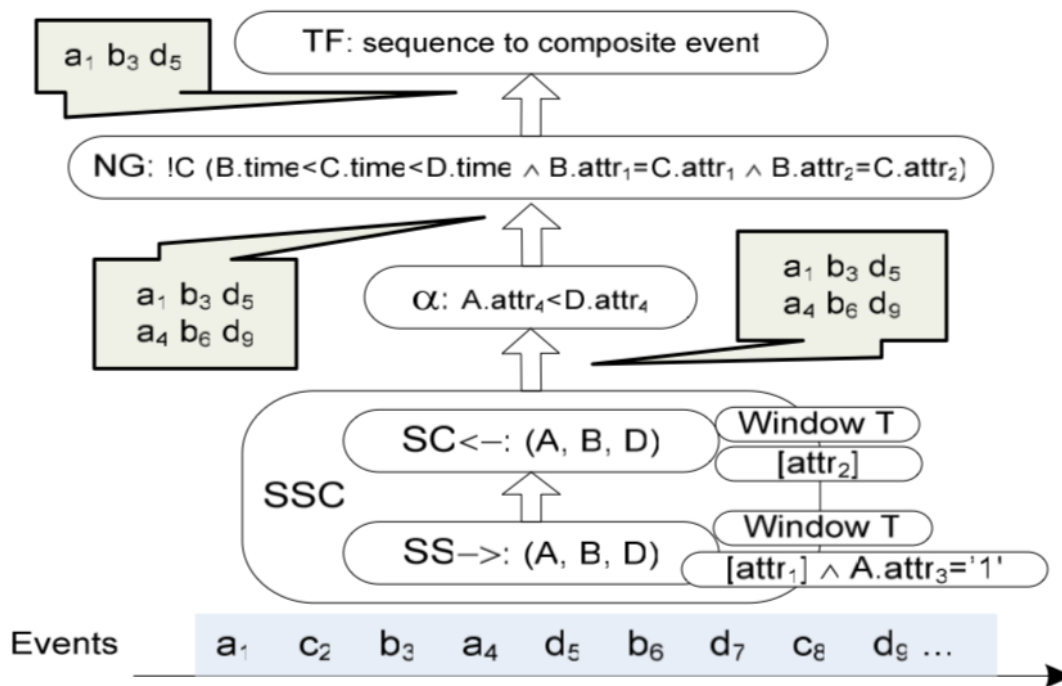 TF: sequence to composite event
a₁ b₃ d₅
NG: !C (B.time<C.time<D.time ∧ B.attr₁=C.attr₁ ∧ B.attr₂=C.attr₂)
a₁ b₃ d₅
a₄ b₆ d₉
α: A.attr₄<D.attr₄
a₁ b₃ d₅
a₄ b₆ d₉
SSC
SC<–: (A, B, D)
Window T
[attr₂]
SS–>: (A, B, D)
Window T
[attr₁] ∧ A.attr₃='1'
Events a₁ c₂ b₃ a₄ d₅ b₆ d₇ c₈ d₉ ...